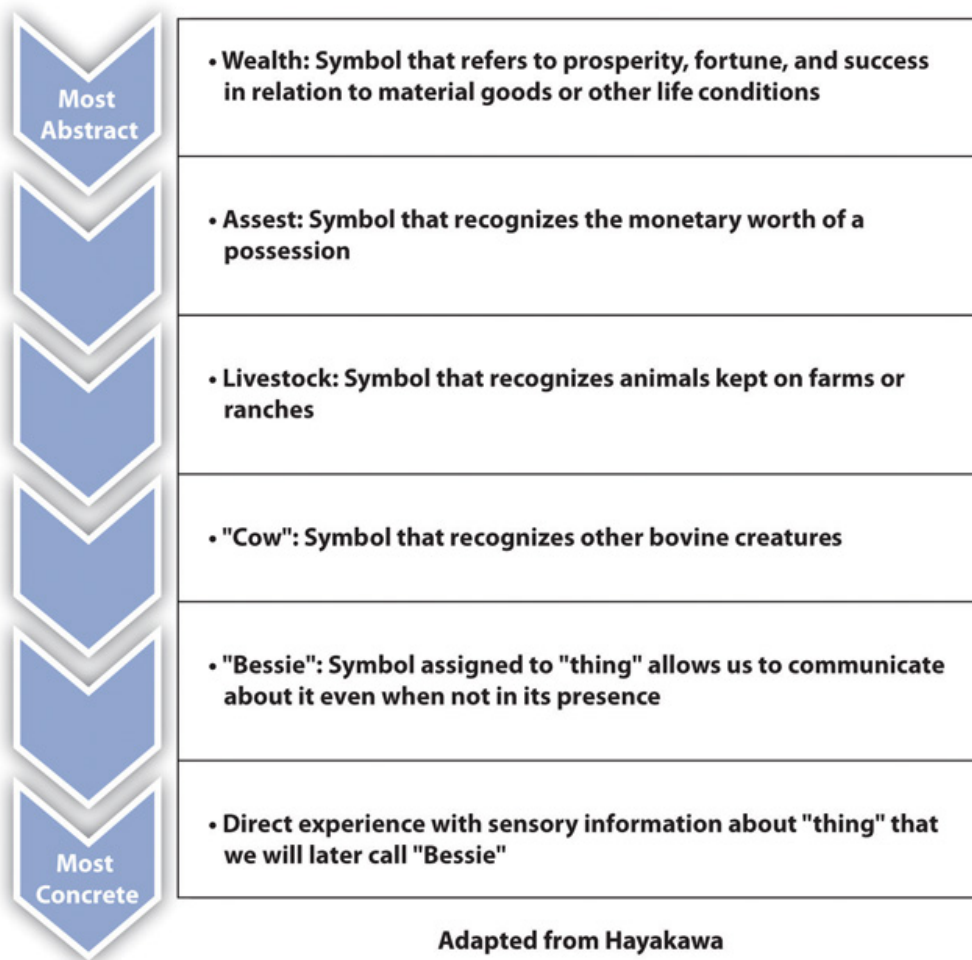 Most
Abstract
• Wealth: Symbol that refers to prosperity, fortune, and success
in relation to material goods or other life conditions
• Assest: Symbol that recognizes the monetary worth of a
possession
• Livestock: Symbol that recognizes animals kept on farms or
ranches
• "Cow": Symbol that recognizes other bovine creatures
• "Bessie": Symbol assigned to "thing" allows us to communicate
about it even when not in its presence
Most
Concrete
• Direct experience with sensory information about "thing" that
we will later call "Bessie"
Adapted from Hayakawa